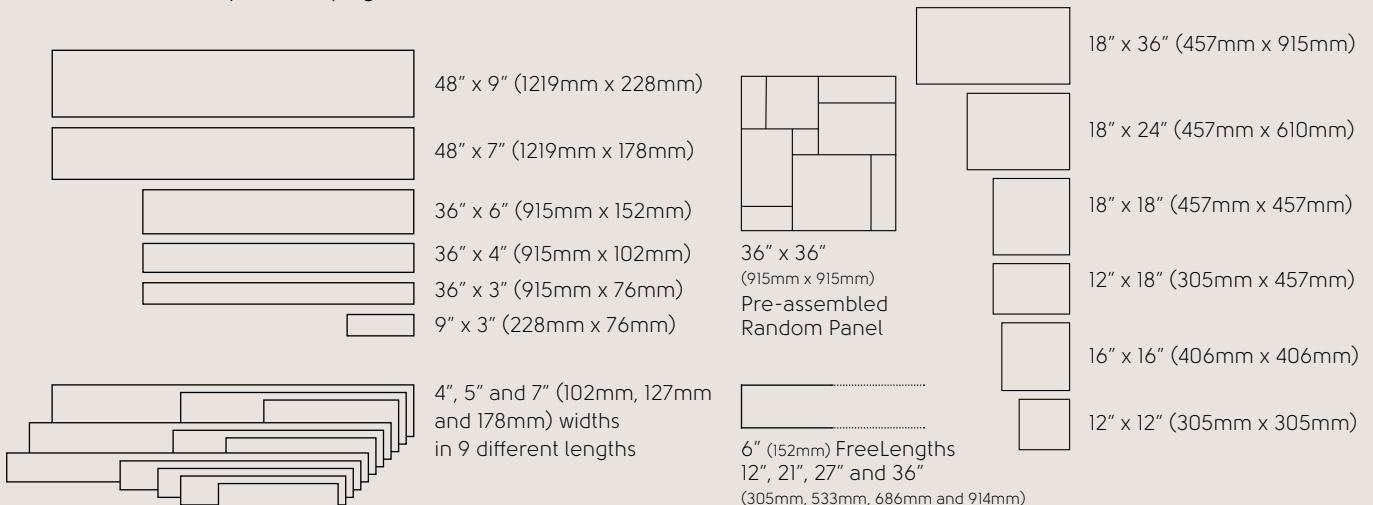 48” x 9” (1219mm x 228mm)
48” x 7” (1219mm x 178mm)
36” x 6” (915mm x 152mm)
36” x 4” (915mm x 102mm)
36” x 3” (915mm x 76mm)
9” x 3” (228mm x 76mm)
4”, 5” and 7” (102mm, 127mm
and 178mm) widths
in 9 different lengths
36” x 36”
(915mm x 915mm)
Pre-assembled
Random Panel
6” (152mm) FreeLengths
12”, 21”, 27” and 36”
(305mm, 533mm, 686mm and 914mm)
18” x 36” (457mm x 915mm)
18” x 24” (457mm x 610mm)
18” x 18” (457mm x 457mm)
12” x 18” (305mm x 457mm)
16” x 16” (406mm x 406mm)
12” x 12” (305mm x 305mm)